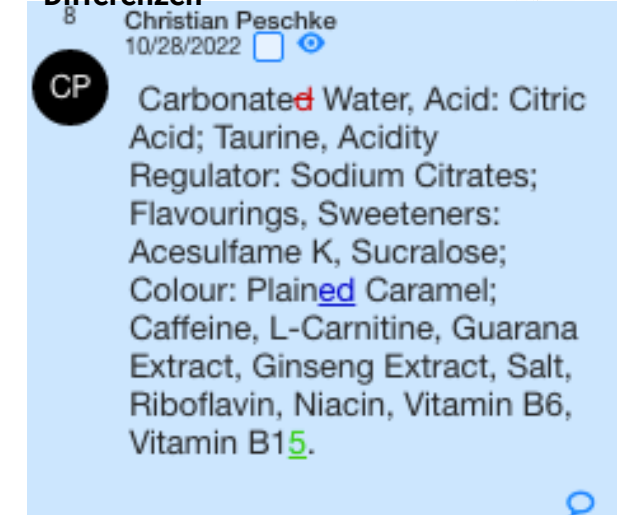 Differenzen
8 Christian Peschke
10/28/2022
CP
Carbonated Water, Acid: Citric
Acid; Taurine, Acidity
Regulator: Sodium Citrates;
Flavourings, Sweeteners:
Acesulfame K, Sucralose;
Colour: Plained Caramel;
Caffeine, L-Carnitine, Guarana
Extract, Ginseng Extract, Salt,
Riboflavin, Niacin, Vitamin B6,
Vitamin B15.